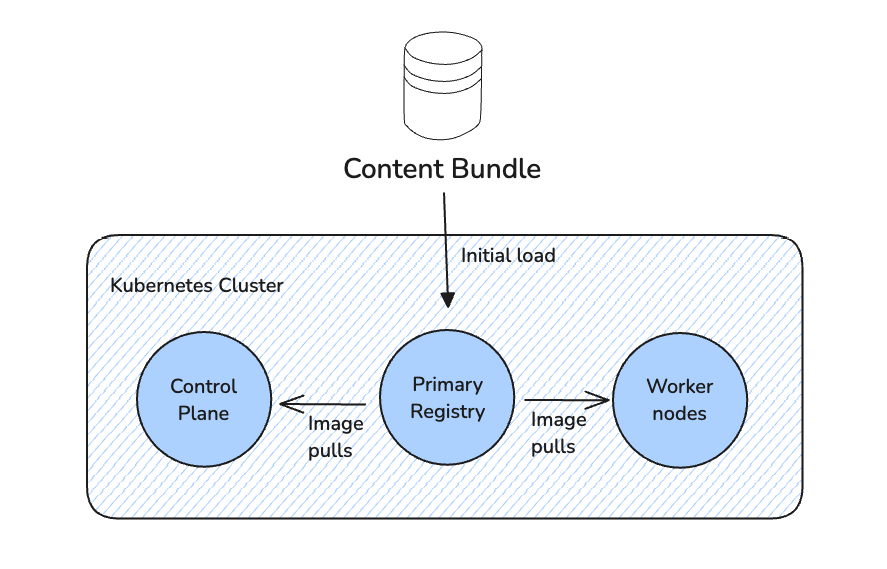 Content Bundle
Initial load
Kubernetes Cluster
Control
Plane
Primary
Registry
Worker
nodes
Image
pulls
Image
pulls